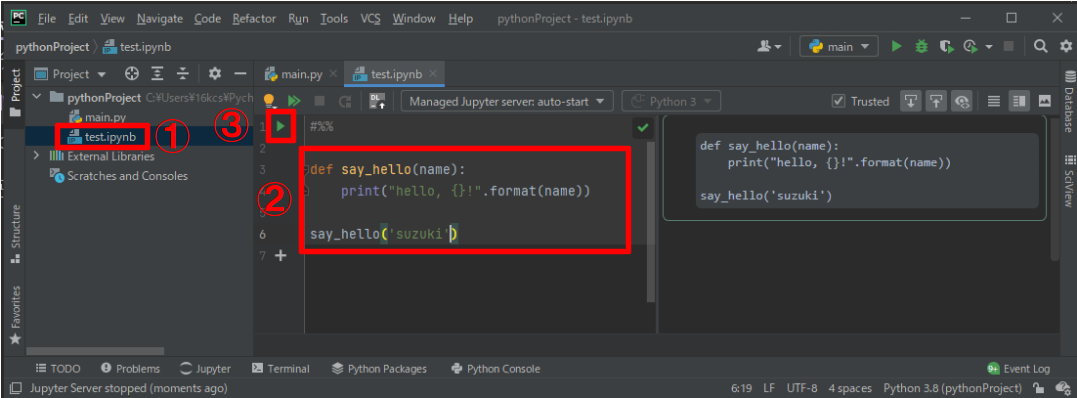 PC File Edit View Navigate Code Refactor Run Tools VCS Window Help pythonProject - test.ipynb
pythonProject test.ipynb main
Project main.py test.ipynb
pythonProject C:¥Users¥16kcs¥Pych
DL Managed Jupyter server: auto-start Python 3 Trusted
main.py
test.ipynb ①
External Libraries
Scratches and Consoles
③
②
1 #%%
2
3 def say_hello(name):
print("hello, {}!".format(name))
6 say_hello('suzuki')
7 +
def say_hello(name):
print("hello, {}!".format(name))
say_hello('suzuki')
Project
Structure
Favorites
Database
SciView
TODO Problems Jupyter Terminal Python Packages Python Console 9+ Event Log
Jupyter Server stopped (moments ago) 6:19 LF UTF-8 4 spaces Python 3.8 (pythonProject)